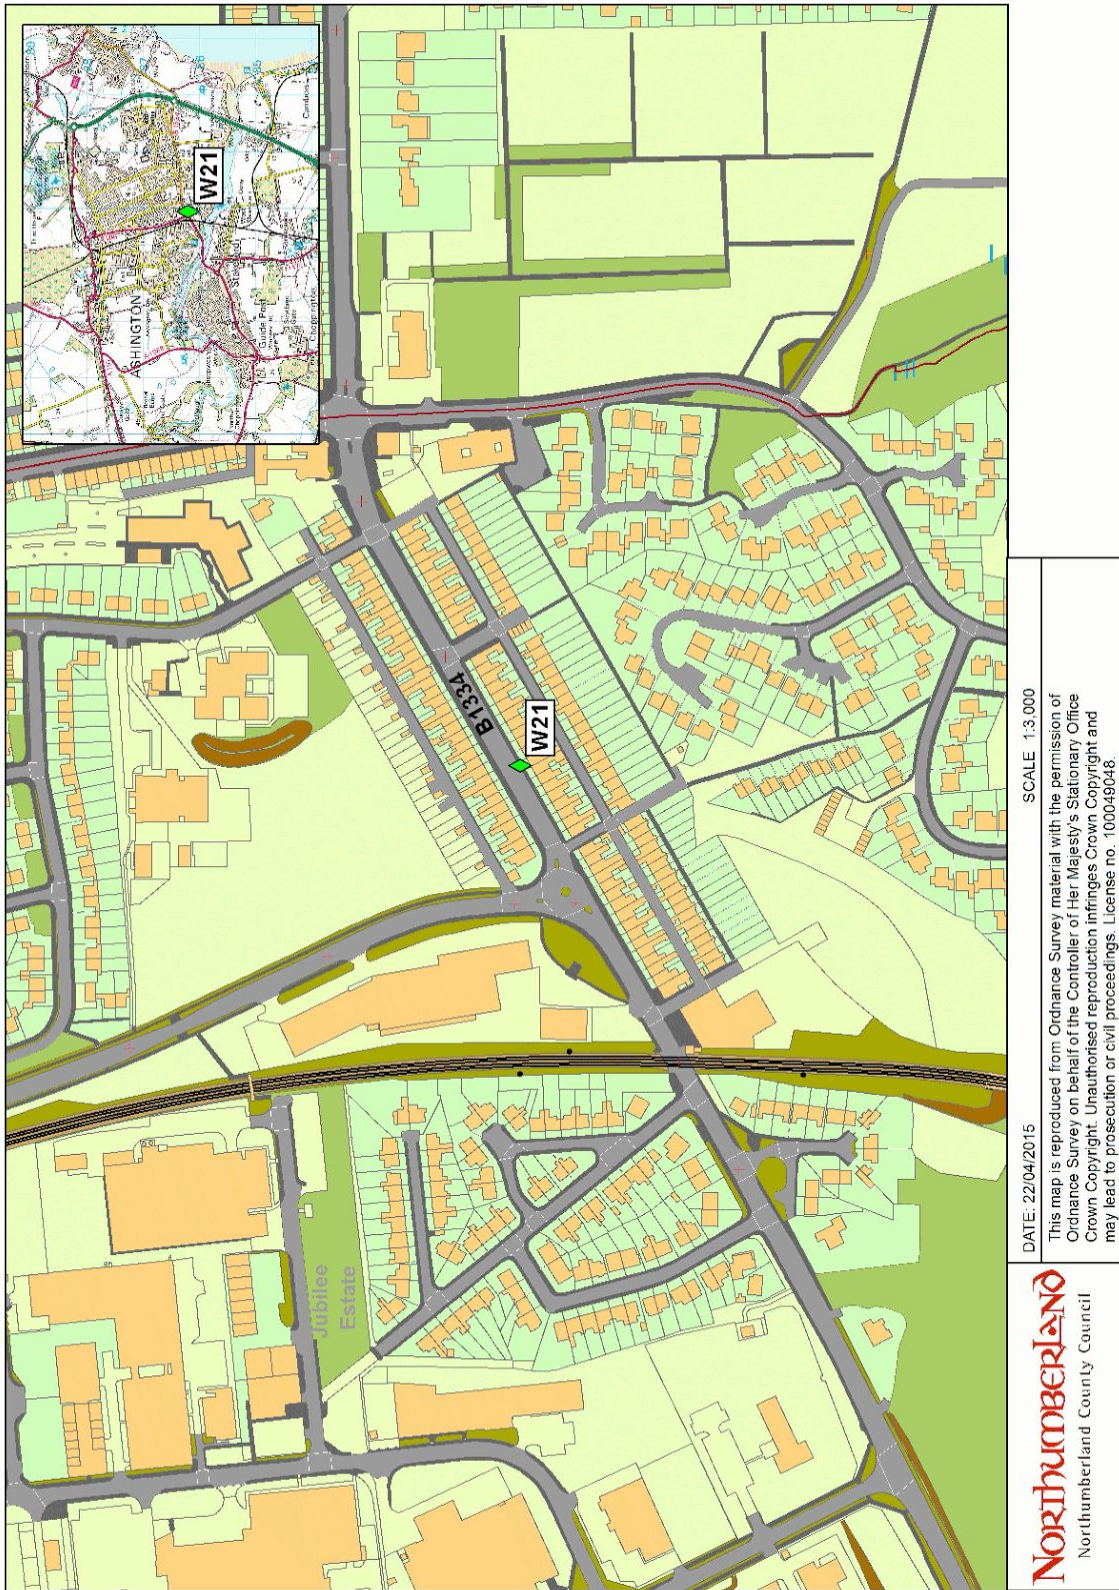 W21
ASHINGTON
Guide Post
Choppington
B1334
W21
Jubilee
Estate
NORTHUMBERLAND
Northumberland County Council
DATE: 22/04/2015
SCALE 1:3,000
This map is reproduced from Ordnance Survey material with the permission of
Ordnance Survey on behalf of the Controller of Her Majesty's Stationary Office
Crown Copyright. Unauthorised reproduction infringes Crown Copyright and
may lead to prosecution or civil proceedings. License no. 100049048.